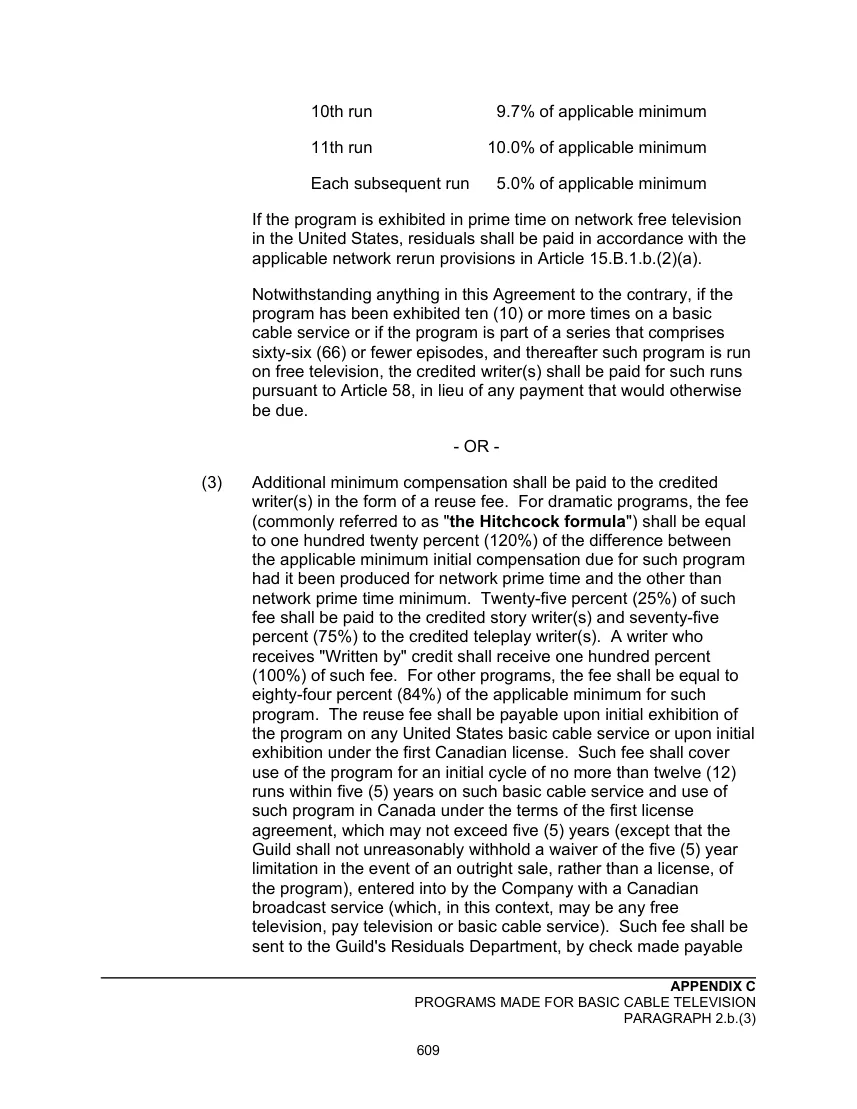 10th run 9.7% of applicable minimum
11th run 10.0% of applicable minimum
Each subsequent run 5.0% of applicable minimum
If the program is exhibited in prime time on network free television
in the United States, residuals shall be paid in accordance with the
applicable network rerun provisions in Article 15.B.1.b.(2)(a).
Notwithstanding anything in this Agreement to the contrary, if the
program has been exhibited ten (10) or more times on a basic
cable service or if the program is part of a series that comprises
sixty-six (66) or fewer episodes, and thereafter such program is run
on free television, the credited writer(s) shall be paid for such runs
pursuant to Article 58, in lieu of any payment that would otherwise
be due.
- OR -
(3) Additional minimum compensation shall be paid to the credited
writer(s) in the form of a reuse fee. For dramatic programs, the fee
(commonly referred to as "the Hitchcock formula") shall be equal
to one hundred twenty percent (120%) of the difference between
the applicable minimum initial compensation due for such program
had it been produced for network prime time and the other than
network prime time minimum. Twenty-five percent (25%) of such
fee shall be paid to the credited story writer(s) and seventy-five
percent (75%) to the credited teleplay writer(s). A writer who
receives "Written by" credit shall receive one hundred percent
(100%) of such fee. For other programs, the fee shall be equal to
eighty-four percent (84%) of the applicable minimum for such
program. The reuse fee shall be payable upon initial exhibition of
the program on any United States basic cable service or upon initial
exhibition under the first Canadian license. Such fee shall cover
use of the program for an initial cycle of no more than twelve (12)
runs within five (5) years on such basic cable service and use of
such program in Canada under the terms of the first license
agreement, which may not exceed five (5) years (except that the
Guild shall not unreasonably withhold a waiver of the five (5) year
limitation in the event of an outright sale, rather than a license, of
the program), entered into by the Company with a Canadian
broadcast service (which, in this context, may be any free
television, pay television or basic cable service). Such fee shall be
sent to the Guild's Residuals Department, by check made payable
APPENDIX C
PROGRAMS MADE FOR BASIC CABLE TELEVISION
PARAGRAPH 2.b.(3)
609